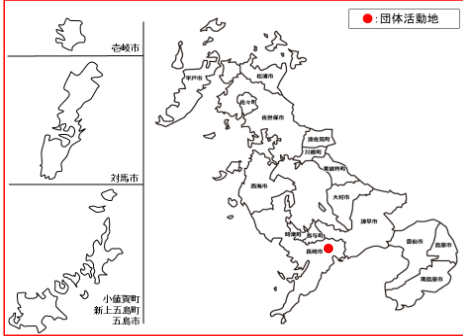 ●:団体活動地
壱岐市
対馬市
小値賀町
新上五島町
五島市
平戸市
松浦市
佐々町
佐世保市
波佐見町
川棚町
東彼杵町
西海市
大村市
諫早市
時津町
長与町
長崎市
雲仙市
島原市
南島原市